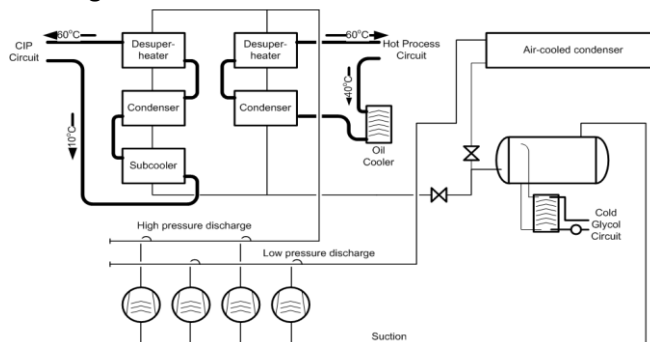 60°C
60°C
CIP
Circuit
Desuper-
heater
Desuper-
heater
Hot Process
Circuit
Air-cooled condenser
40°C
Condenser
Condenser
10°C
Oil
Cooler
Subcooler
Cold
Glycol
Circuit
High pressure discharge
Low pressure discharge
Suction